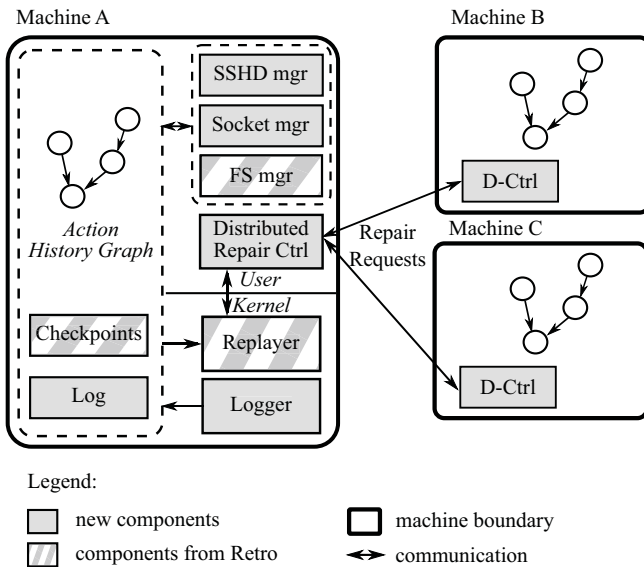 Machine A
SSHD mgr
Socket mgr
FS mgr
Action
History Graph
Distributed
Repair Ctrl
User
Kernel
Checkpoints
Replayer
Log
Logger
Machine B
D-Ctrl
Repair
Requests
Machine C
D-Ctrl
Legend:
new components
components from Retro
machine boundary
communication